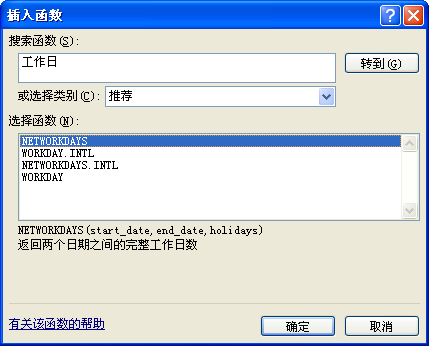 插入函数
搜索函数(S):
工作日
转到(G)
或选择类别(C): 推荐
选择函数(N):
NETWORKDAYS
WORKDAY.INTL
NETWORKDAYS.INTL
WORKDAY
NETWORKDAYS(start_date,end_date,holidays)
返回两个日期之间的完整工作日数
有关该函数的帮助
确定
取消